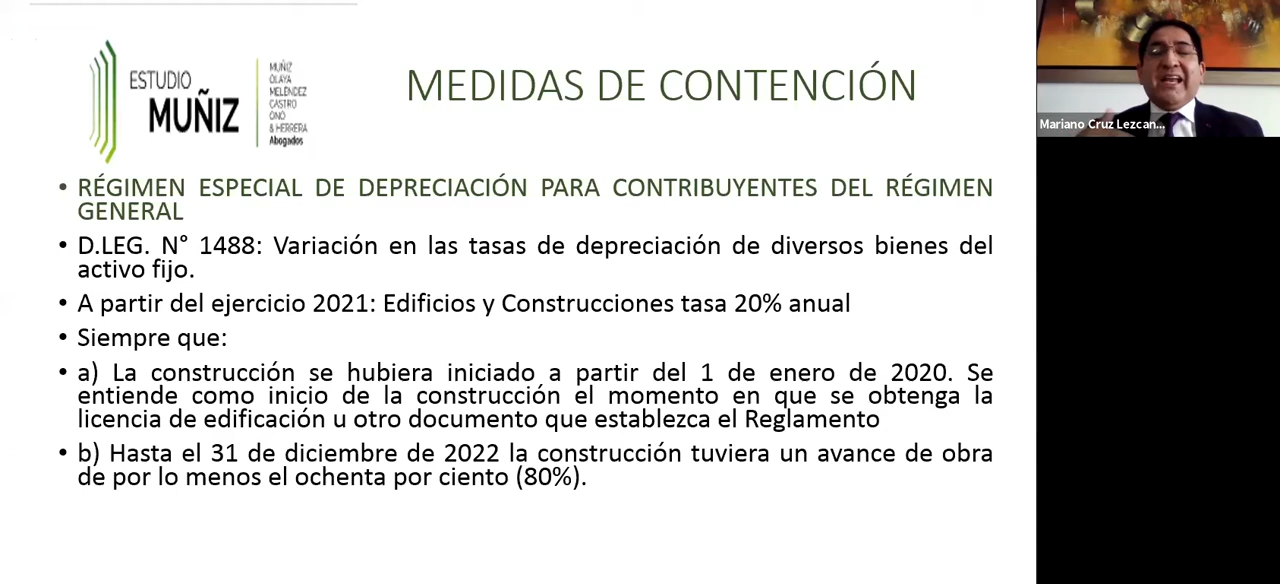 ESTUDIO
MUÑIZ
MUÑIZ
OLAYA
MELÉNDEZ
CASTRO
ONO
& HERRERA
Abogados
MEDIDAS DE CONTENCIÓN
• RÉGIMEN ESPECIAL DE DEPRECIACIÓN PARA CONTRIBUYENTES DEL RÉGIMEN
GENERAL
• D.LEG. N° 1488: Variación en las tasas de depreciación de diversos bienes del
activo fijo.
• A partir del ejercicio 2021: Edificios y Construcciones tasa 20% anual
• Siempre que:
• a) La construcción se hubiera iniciado a partir del 1 de enero de 2020. Se
entiende como inicio de la construcción el momento en que se obtenga la
licencia de edificación u otro documento que establezca el Reglamento
• b) Hasta el 31 de diciembre de 2022 la construcción tuviera un avance de obra
de por lo menos el ochenta por ciento (80%).
Mariano Cruz Lezcan...